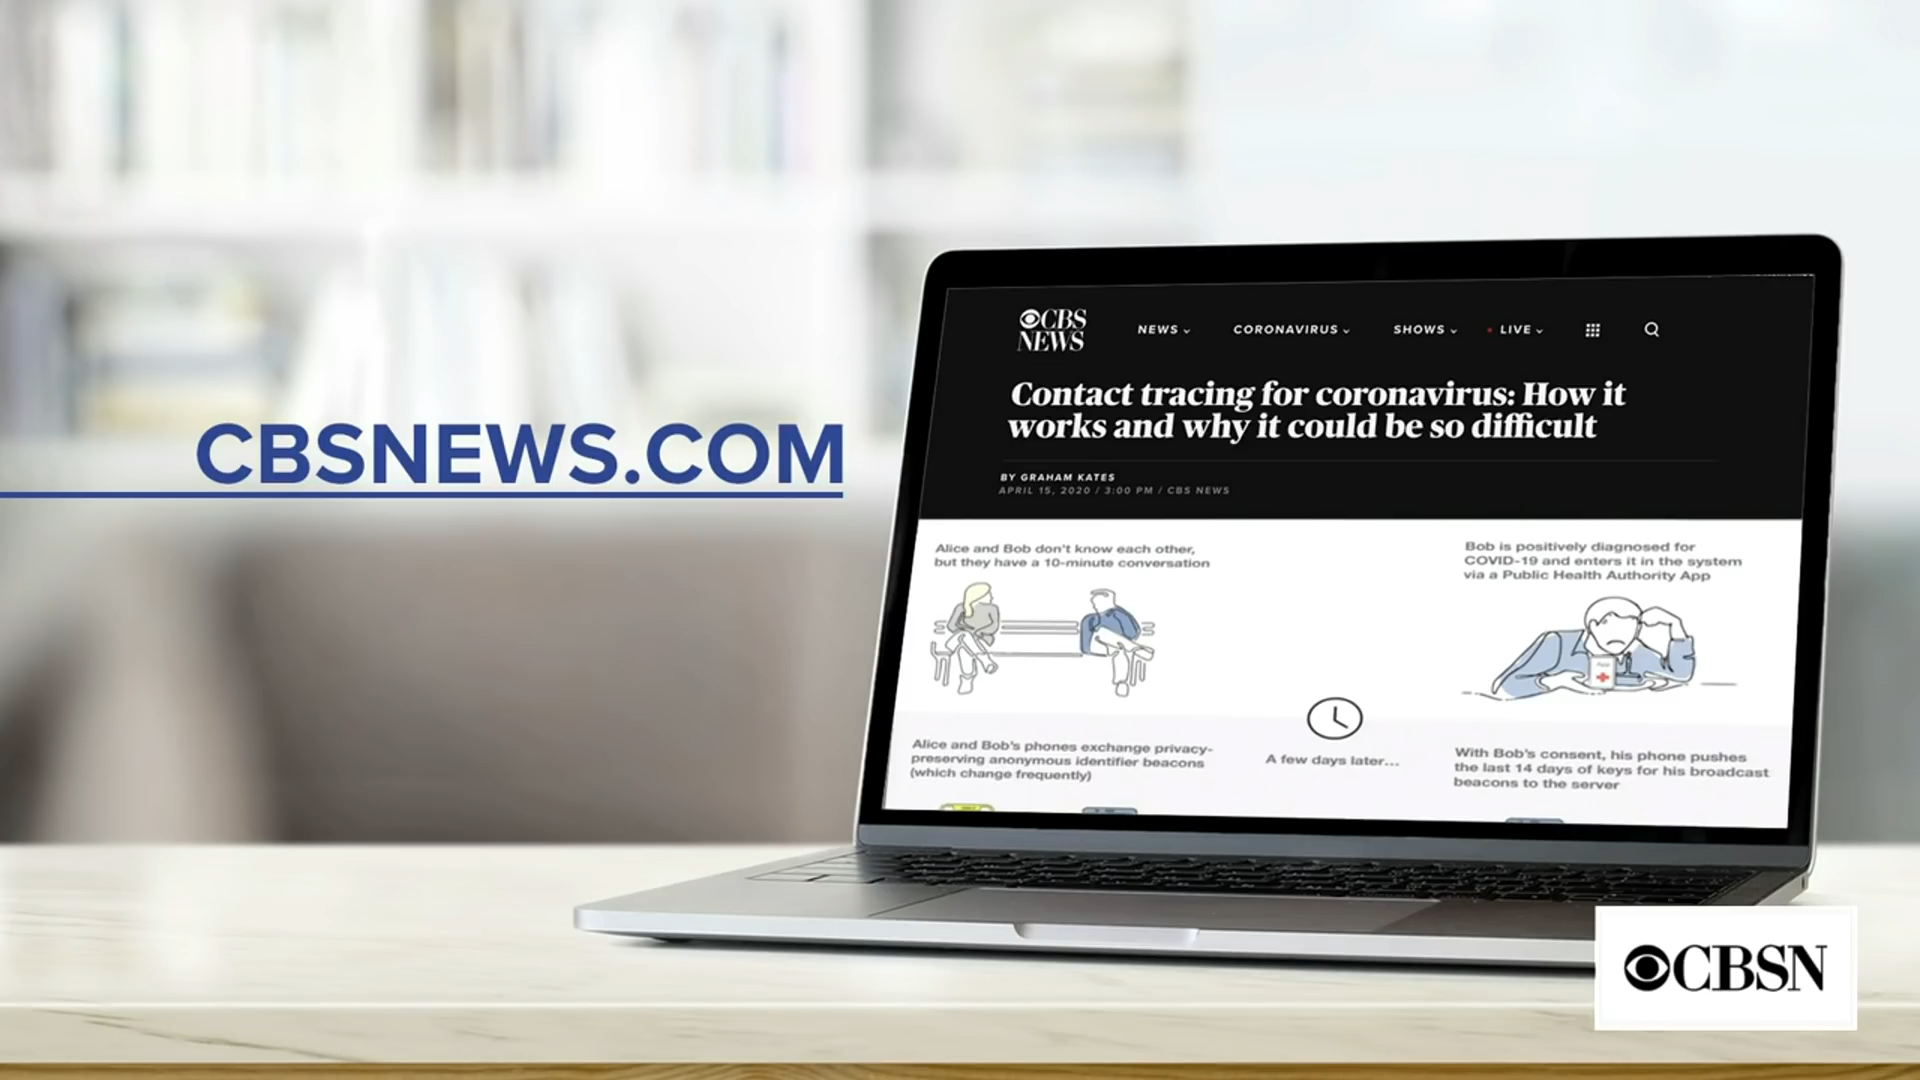 CBSNEWS.COM
CBS
NEWS
NEWS
CORONAVIRUS
SHOWS
LIVE
Contact tracing for coronavirus: How it
works and why it could be so difficult
BY GRAHAM KATES
APRIL 15, 2020 / 3:00 PM / CBS NEWS
Alice and Bob don't know each other,
but they have a 10-minute conversation
Bob is positively diagnosed for
COVID-19 and enters it in the system
via a Public Health Authority App
App
Alice and Bob's phones exchange privacy-
preserving anonymous identifier beacons
(which change frequently)
A few days later...
With Bob's consent, his phone pushes
the last 14 days of keys for his broadcast
beacons to the server
CBSN